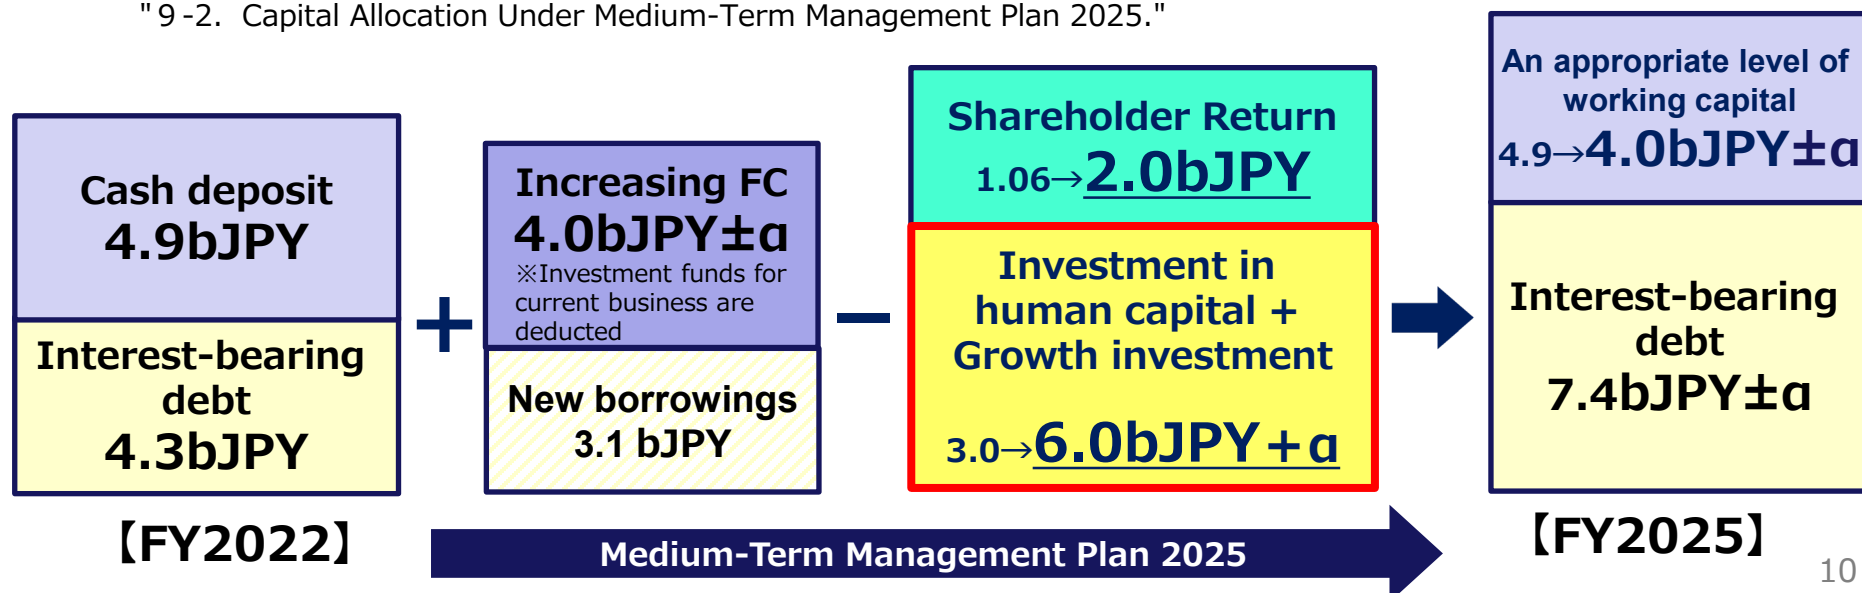 "９-2.  Capital Allocation Under Medium-Term Management Plan 2025."
Cash deposit
4.9bJPY
Interest-bearing
debt
4.3bJPY
【FY2022】
+
Increasing FC
4.0bJPY±α
※Investment funds for
current business are
deducted
New borrowings
3.1 bJPY
−
Shareholder Return
1.06→2.0bJPY
Investment in
human capital +
Growth investment
3.0→6.0bJPY+α
Medium-Term Management Plan 2025
An appropriate level of
working capital
4.9→4.0bJPY±α
Interest-bearing
debt
7.4bJPY±α
【FY2025】
10